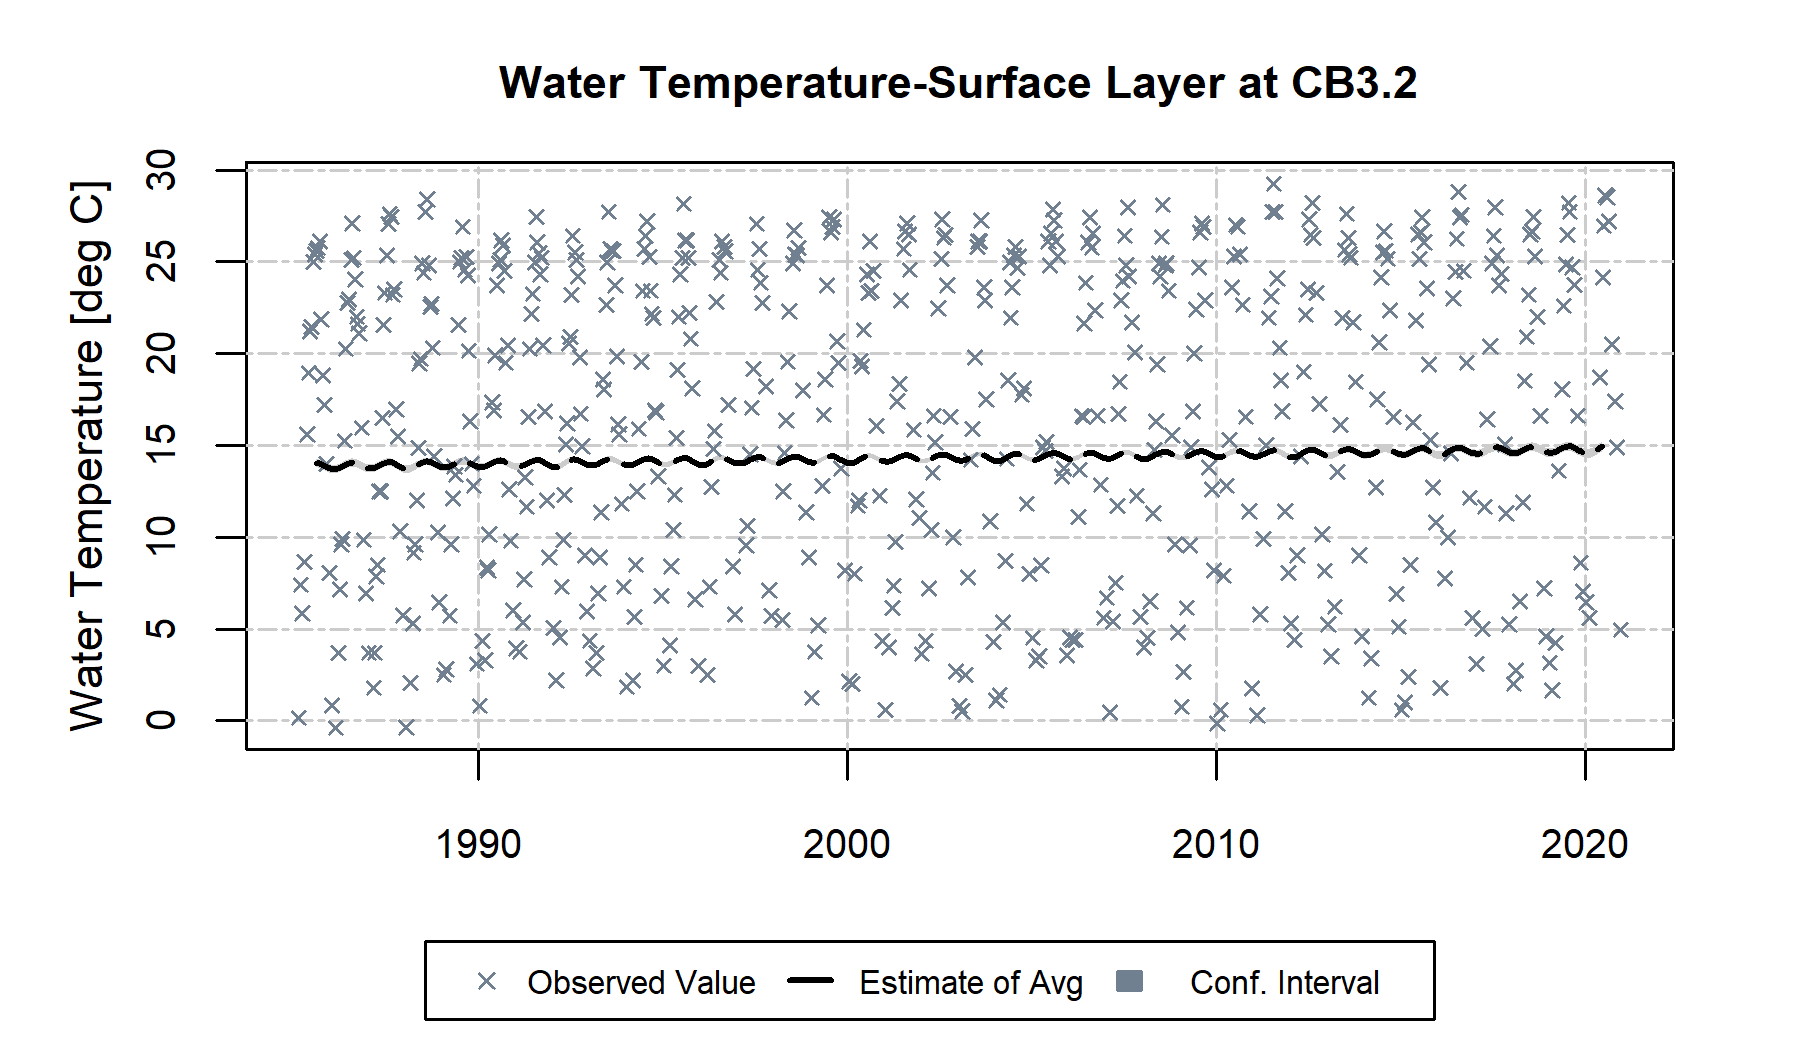 Water Temperature-Surface Layer at CB3.2
Water Temperature [deg C]
30
25
20
15
10
5
0
1990 2000 2010 2020
Observed Value Estimate of Avg Conf. Interval